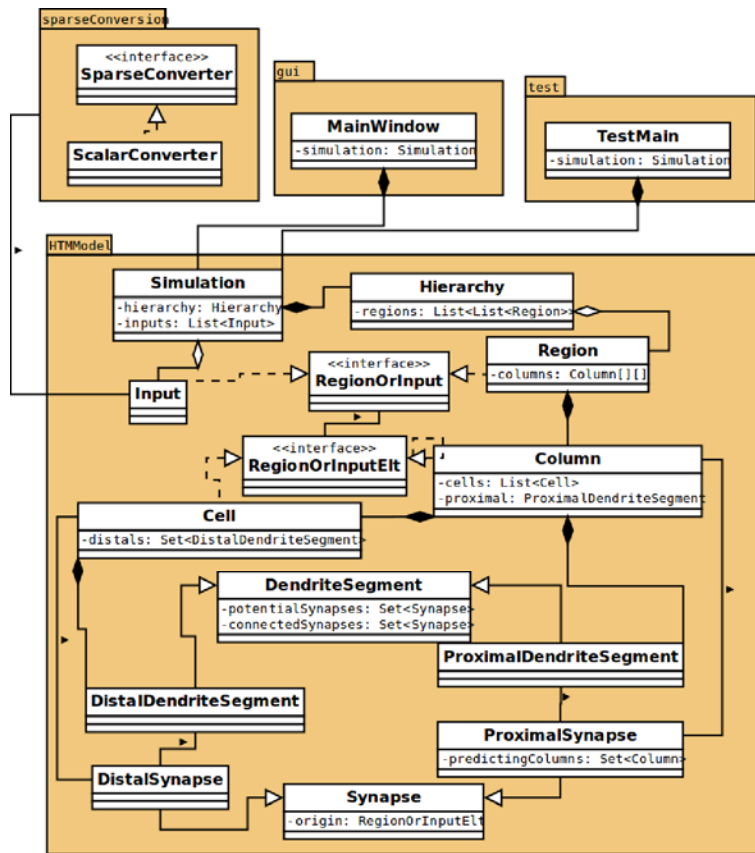 sparseConversion
<<interface>>
SparseConverter
ScalarConverter
gui
MainWindow
-simulation: Simulation
test
TestMain
-simulation: Simulation
HTMModel
Simulation
-hierarchy: Hierarchy
-inputs: List<Input>
Hierarchy
-regions: List<List<Region>>
Region
-columns: Column[][]
<<interface>>
RegionOrInput
Input
<<interface>>
RegionOrInputElt
Column
-cells: List<Cell>
-proximal: ProximalDendriteSegment
Cell
-distals: Set<DistalDendriteSegment>
DendriteSegment
-potentialSynapses: Set<Synapse>
-connectedSynapses: Set<Synapse>
ProximalDendriteSegment
DistalDendriteSegment
ProximalSynapse
-predictingColumns: Set<Column>
DistalSynapse
Synapse
-origin: RegionOrInputElt